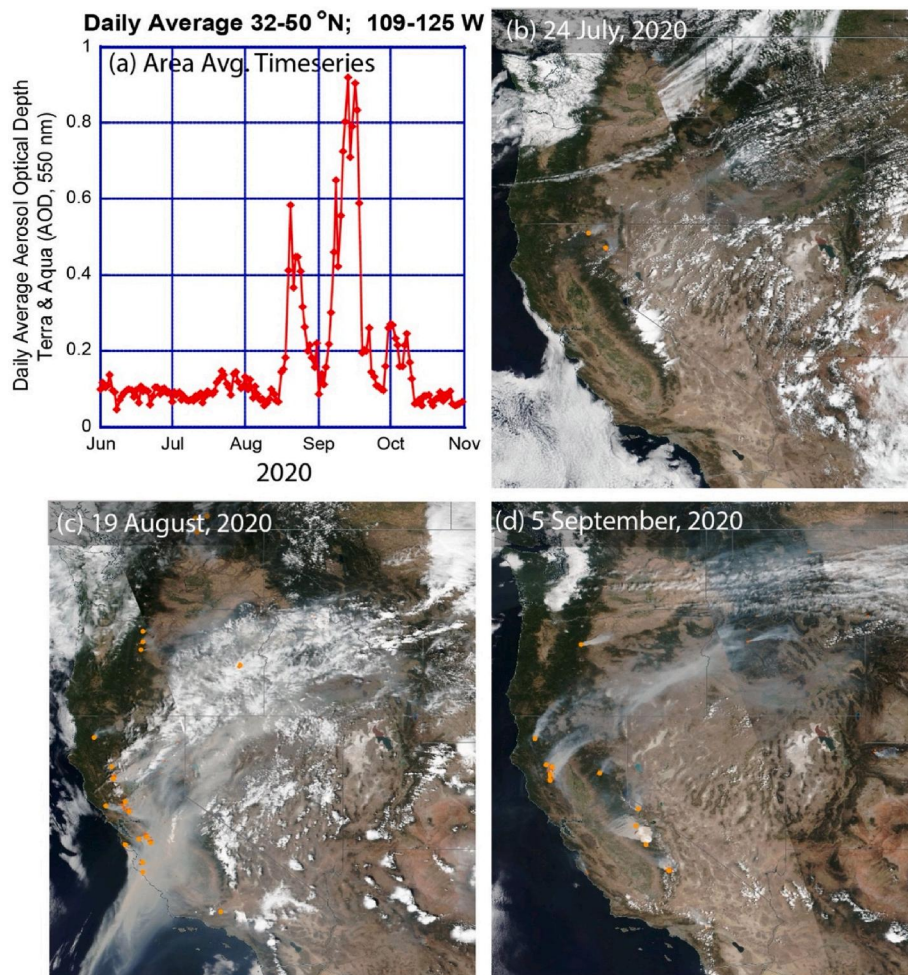 Daily Average 32-50 °N; 109-125 W
(a) Area Avg. Timeseries
Daily Average Aerosol Optical Depth
Terra & Aqua (AOD, 550 nm)
1
0.8
0.6
0.4
0.2
0
Jun Jul Aug Sep Oct Nov
2020
(b) 24 July, 2020
(c) 19 August, 2020
(d) 5 September, 2020